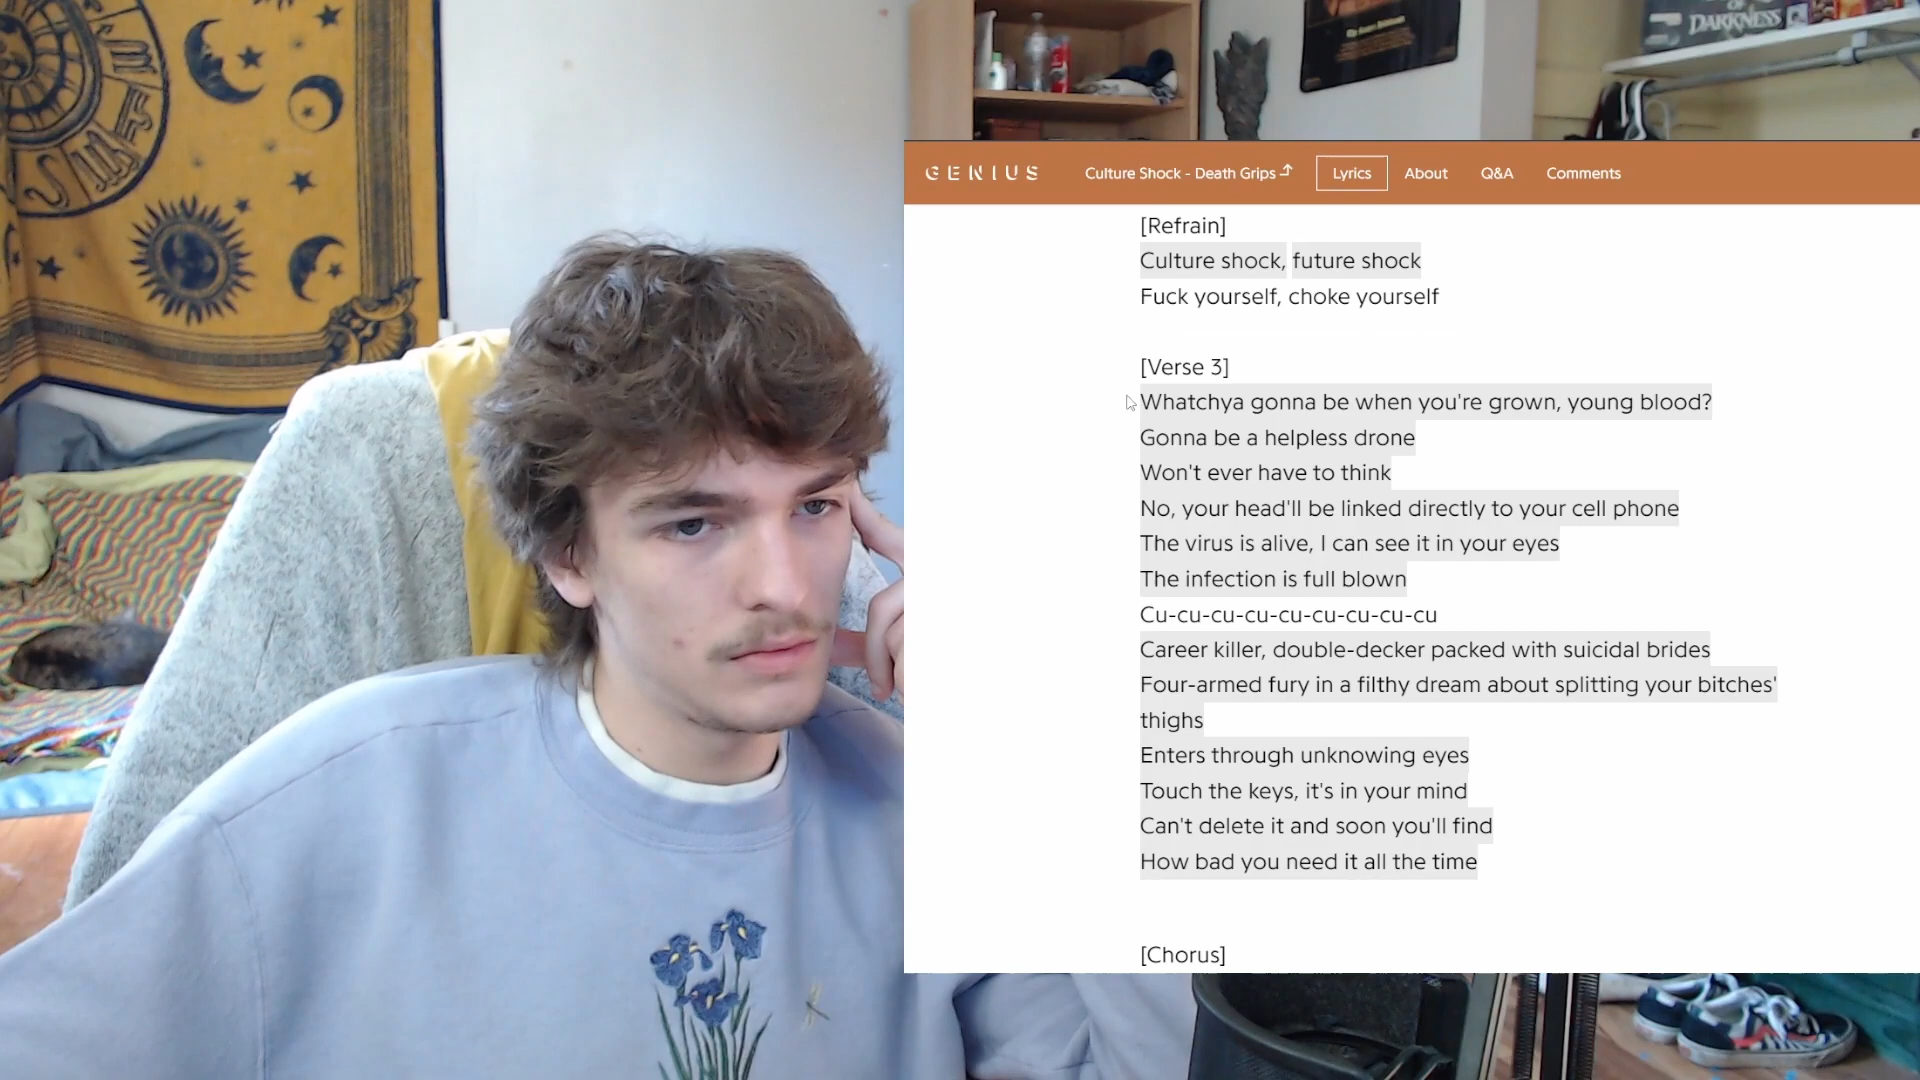 OF
DARKNESS
GENIUS
Culture Shock - Death Grips
Lyrics
About
Q&A
Comments
[Refrain]
Culture shock, future shock
Fuck yourself, choke yourself
[Verse 3]
Whatchya gonna be when you're grown, young blood?
Gonna be a helpless drone
Won't ever have to think
No, your head'll be linked directly to your cell phone
The virus is alive, I can see it in your eyes
The infection is full blown
Cu-cu-cu-cu-cu-cu-cu-cu-cu
Career killer, double-decker packed with suicidal brides
Four-armed fury in a filthy dream about splitting your bitches'
thighs
Enters through unknowing eyes
Touch the keys, it's in your mind
Can't delete it and soon you'll find
How bad you need it all the time
[Chorus]